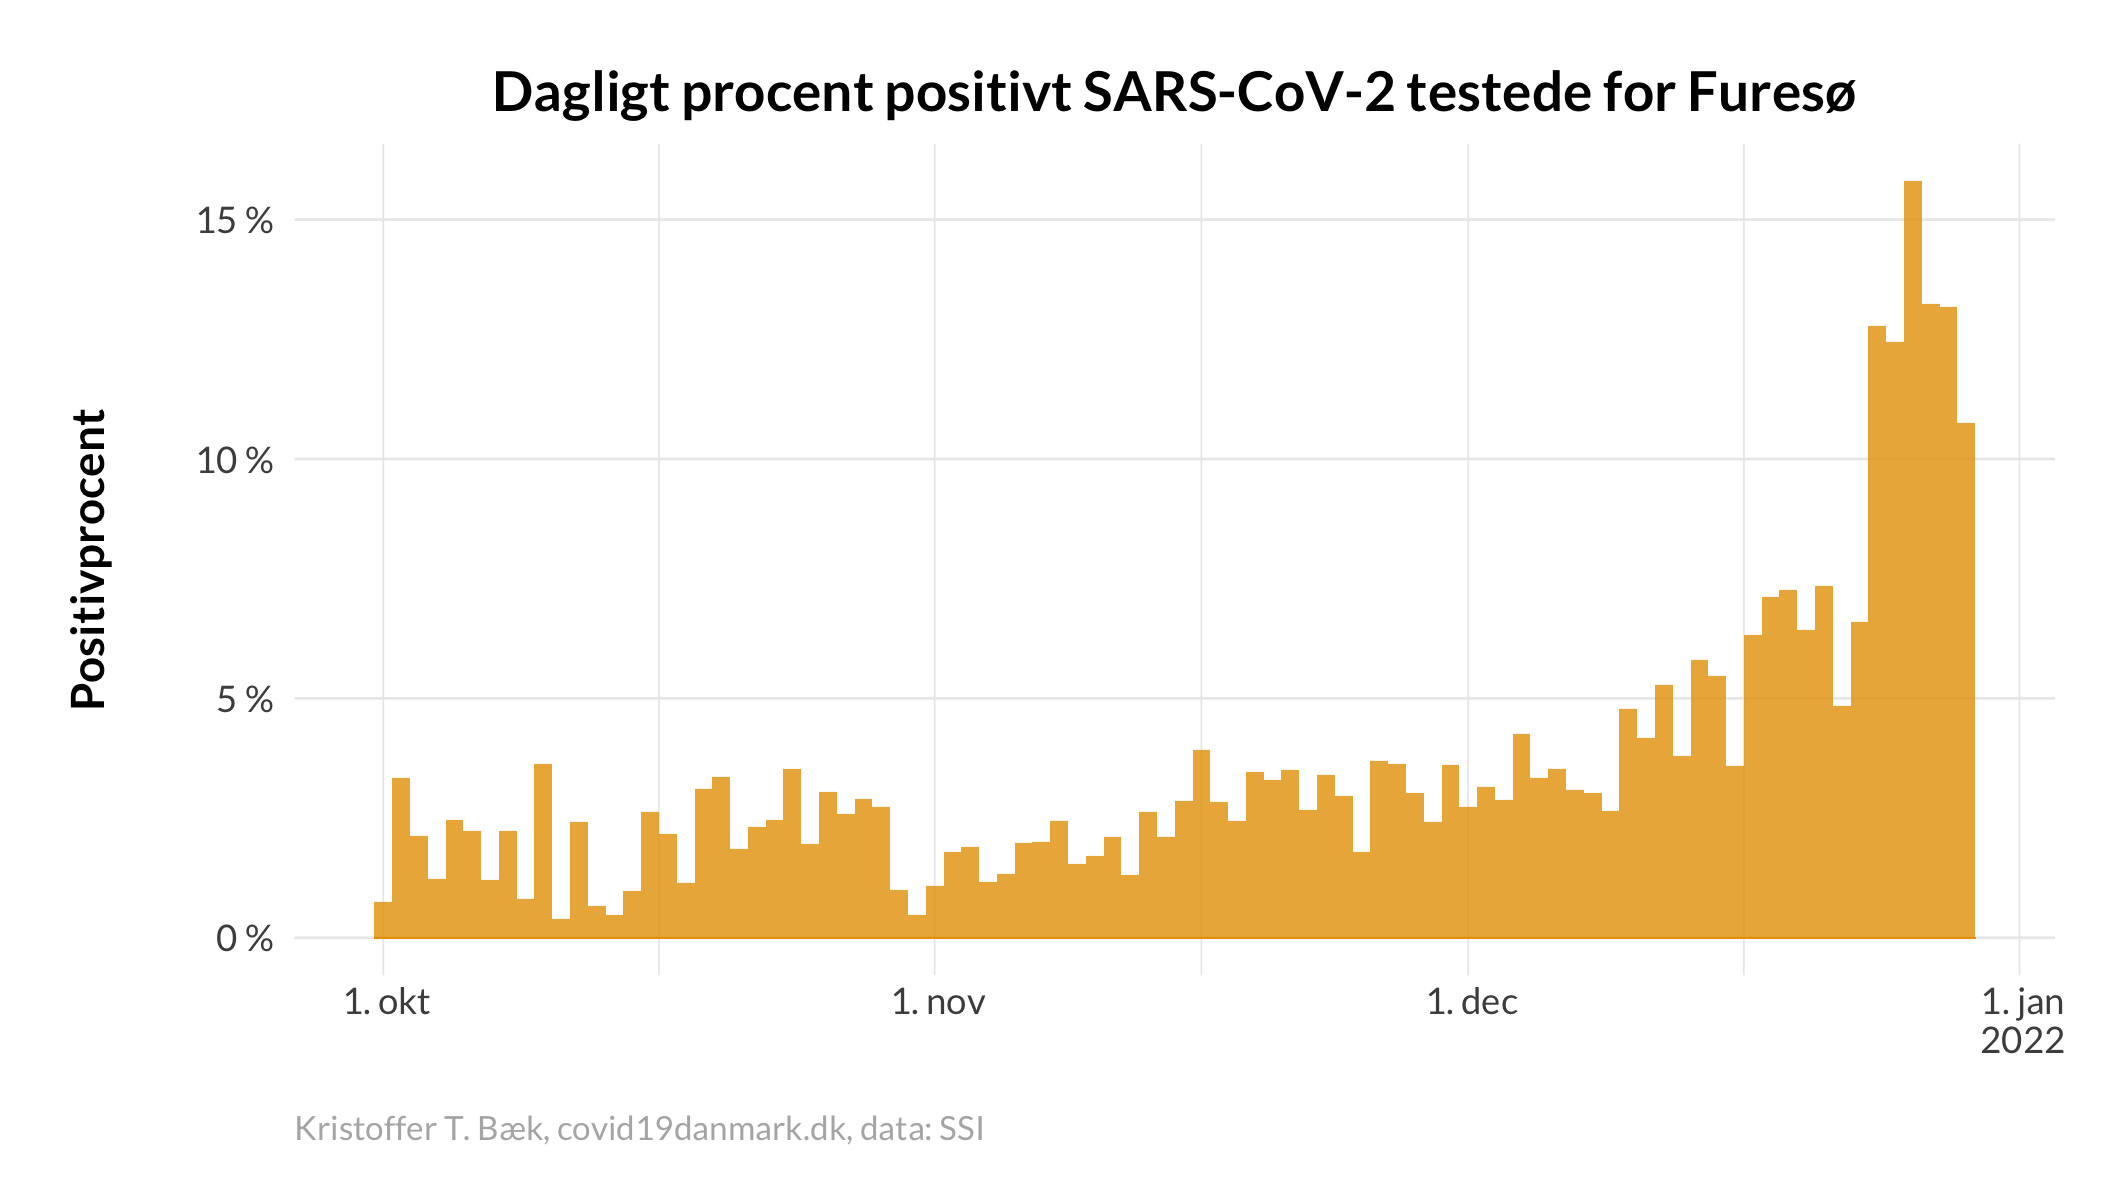 Dagligt procent positivt SARS-CoV-2 testede for Furesø
Positivprocent
15 %
10 %
5 %
0 %
1. okt
1. nov
1. dec
1. jan
2022
Kristoffer T. Bæk, covid19danmark.dk, data: SSI